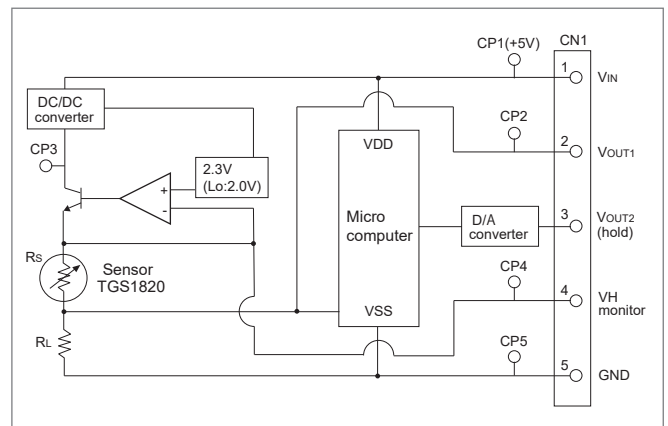 CP1(+5V)
CN1
1
VIN
DC/DC
converter
CP2
CP3
VDD
2
VOUT1
2.3V
(Lo:2.0V)
+
-
Micro
computer
D/A
converter
3
VOUT2
(hold)
RS
Sensor
TGS1820
CP4
4
VH
monitor
VSS
RL
CP5
5
GND